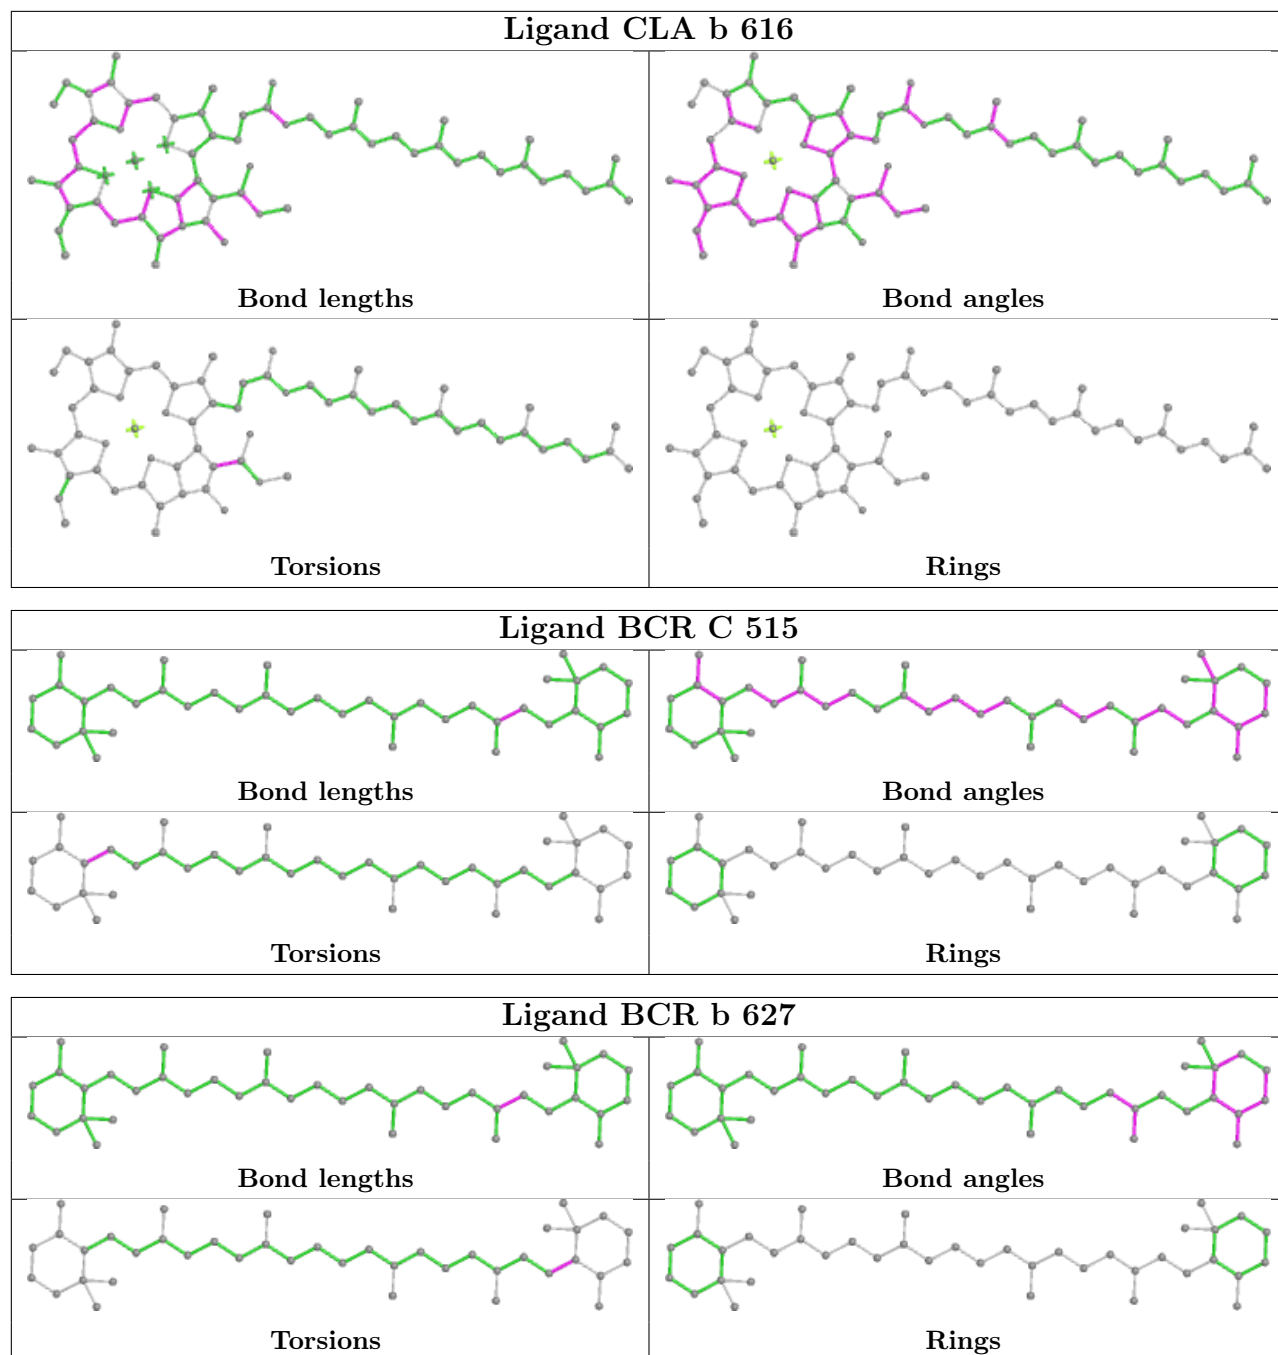 Ligand CLA b 616
Bond lengths
Bond angles
Torsions
Rings
Ligand BCR C 515
Bond lengths
Bond angles
Torsions
Rings
Ligand BCR b 627
Bond lengths
Bond angles
Torsions
Rings